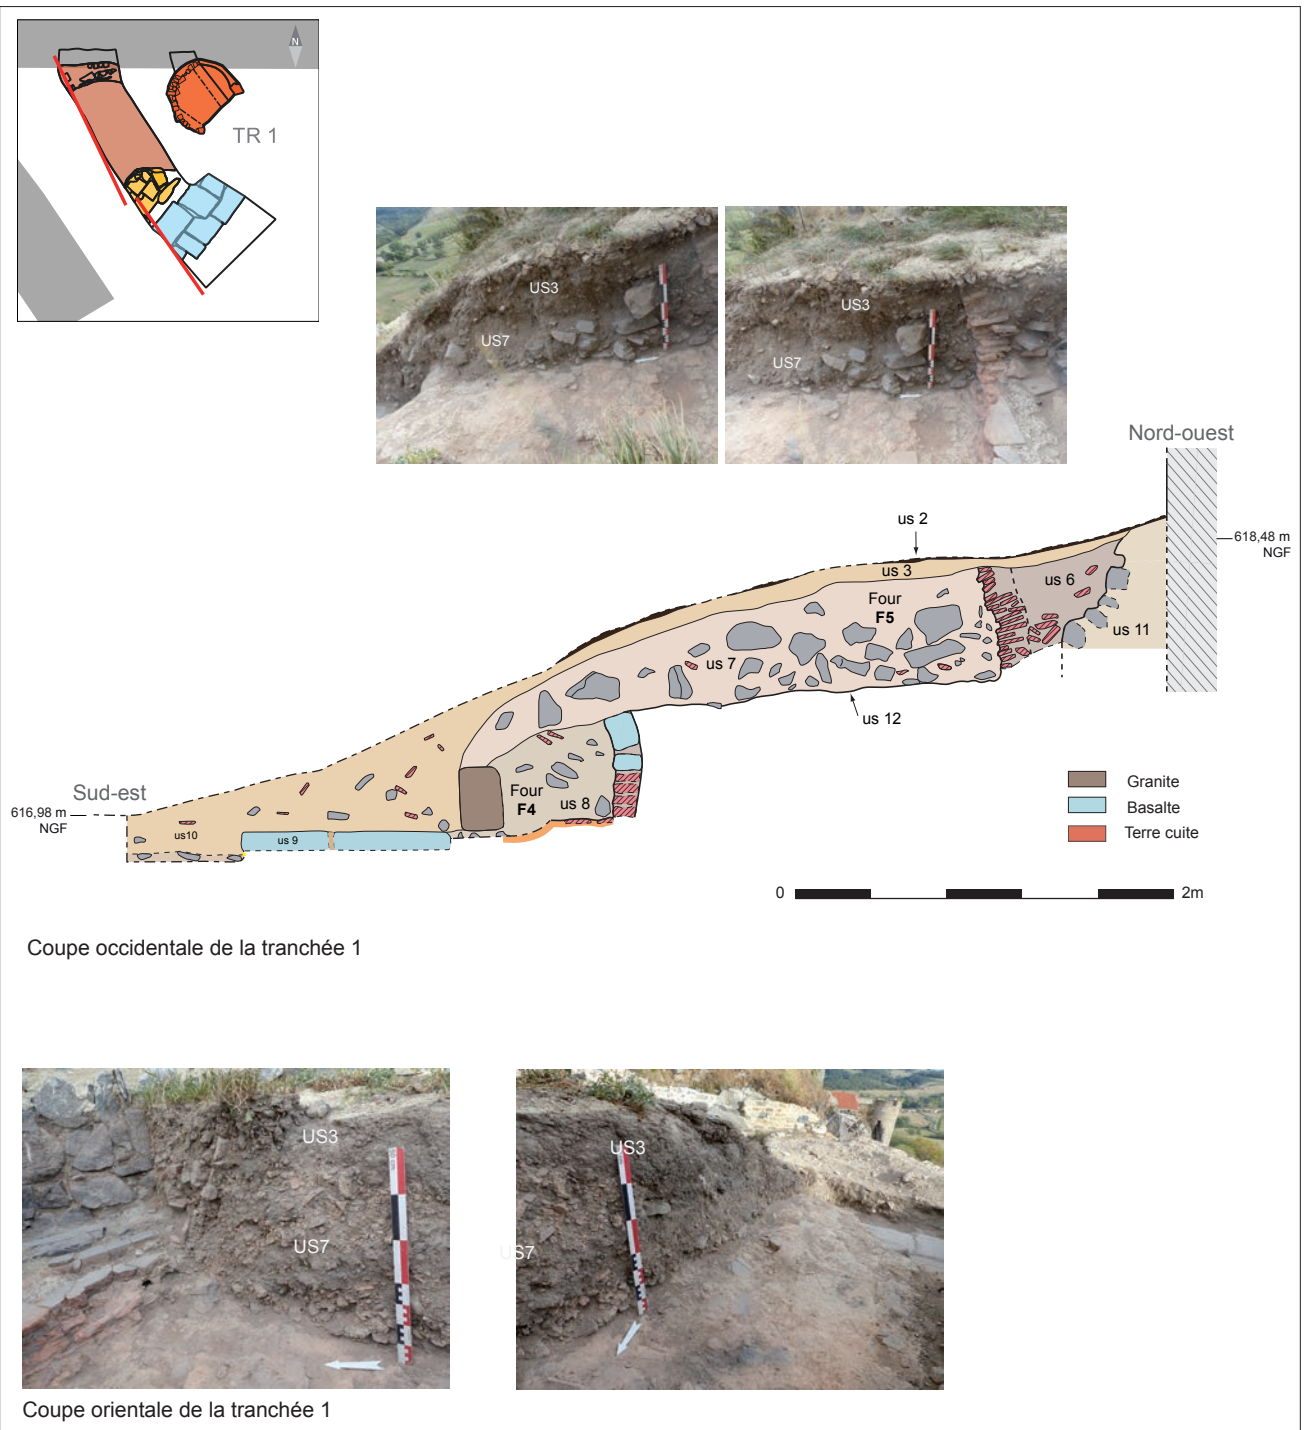 N
TR 1
US3
US7
US3
US7
Nord-ouest
us 2
618,48 m
NGF
us 3
us 6
Four
F5
us 11
us 7
us 12
Sud-est
616,98 m
NGF
Four
F4
us 8
us10
us 9
Granite
Basalte
Terre cuite
0
2m
Coupe occidentale de la tranchée 1
US3
US7
US3
US7
Coupe orientale de la tranchée 1